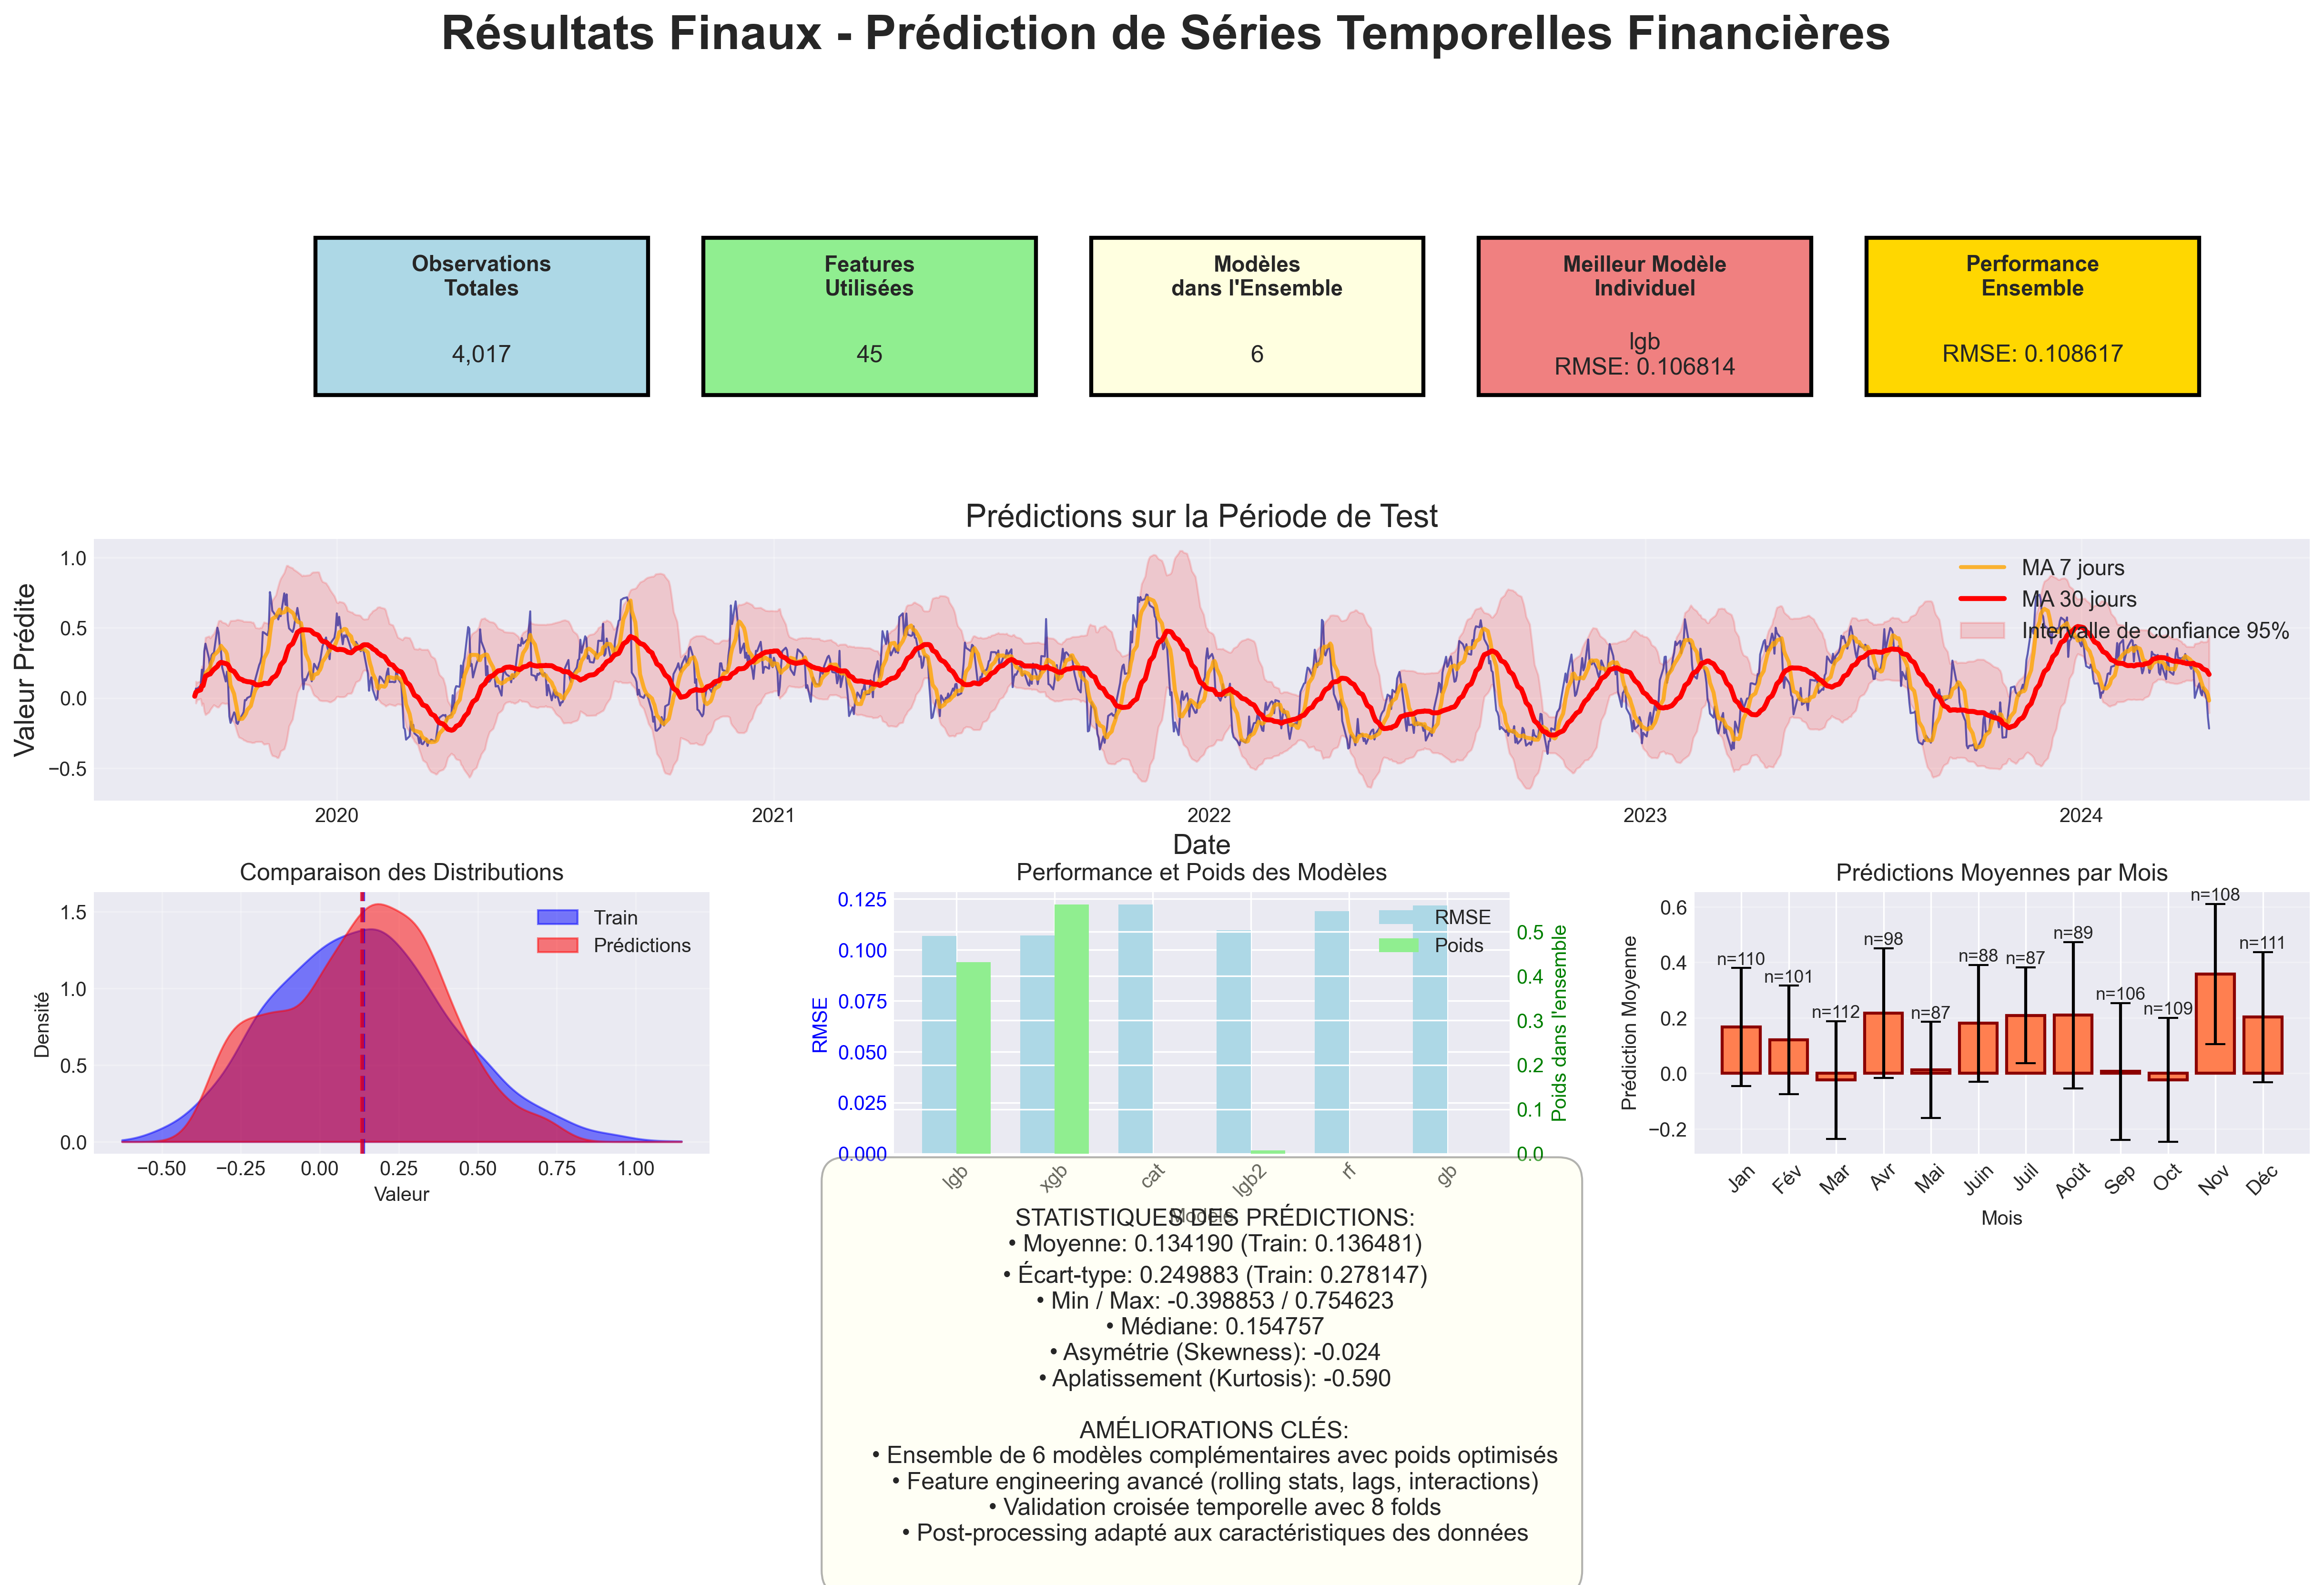 Résultats Finaux - Prédiction de Séries Temporelles Financières
Observations
Totales
4,017
Features
Utilisées
45
Modèles
dans l'Ensemble
6
Meilleur Modèle
Individuel
lgb
RMSE: 0.106814
Performance
Ensemble
RMSE: 0.108617
Prédictions sur la Période de Test
Valeur Prédite
1.0
0.5
0.0
−0.5
MA 7 jours
MA 30 jours
Intervalle de confiance 95%
2020
2021
2022
2023
2024
Date
Comparaison des Distributions
Densité
1.5
1.0
0.5
0.0
Train
Prédictions
−0.50
−0.25
0.00
0.25
0.50
0.75
1.00
Valeur
Performance et Poids des Modèles
RMSE
0.125
0.100
0.075
0.050
0.025
0.000
RMSE
Poids
0.5
0.4
0.3
0.2
0.1
0.0
Poids dans l'ensemble
lgb
xgb
cat
lgb2
rf
gb
Modèle
Prédictions Moyennes par Mois
Prédiction Moyenne
0.6
0.4
0.2
0.0
−0.2
n=110
n=101
n=112
n=98
n=87
n=88
n=87
n=89
n=106
n=109
n=108
n=111
Jan
Fév
Mar
Avr
Mai
Juin
Juil
Août
Sep
Oct
Nov
Déc
Mois
STATISTIQUES DES PRÉDICTIONS:
• Moyenne: 0.134190 (Train: 0.136481)
• Écart-type: 0.249883 (Train: 0.278147)
• Min / Max: -0.398853 / 0.754623
• Médiane: 0.154757
• Asymétrie (Skewness): -0.024
• Aplatissement (Kurtosis): -0.590
AMÉLIORATIONS CLÉS:
• Ensemble de 6 modèles complémentaires avec poids optimisés
• Feature engineering avancé (rolling stats, lags, interactions)
• Validation croisée temporelle avec 8 folds
• Post-processing adapté aux caractéristiques des données